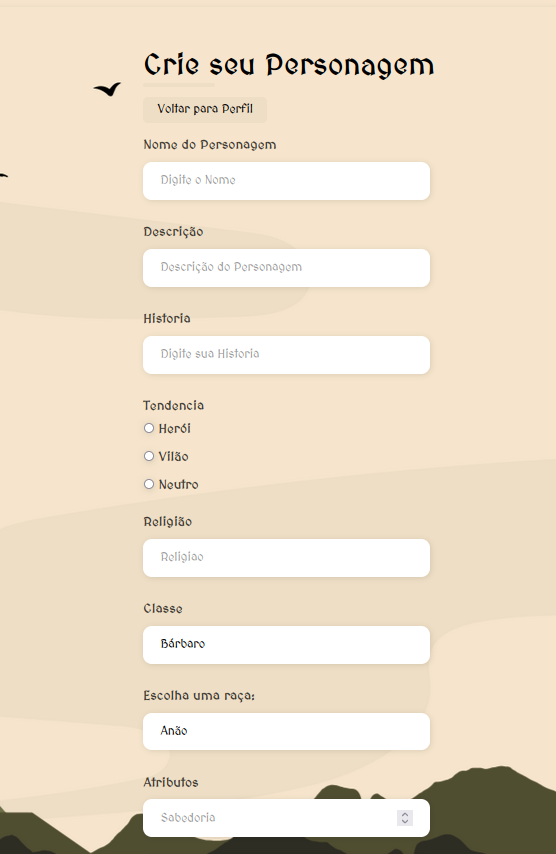 Crie seu Personagem
Voltar para Perfil
Nome do Personagem
Digite o Nome
Descrição
Descrição do Personagem
Historia
Digite sua Historia
Tendencia
Herói
Vilão
Neutro
Religião
Religiao
Classe
Bárbaro
Escolha uma raça:
Anão
Atributos
Sabedoria